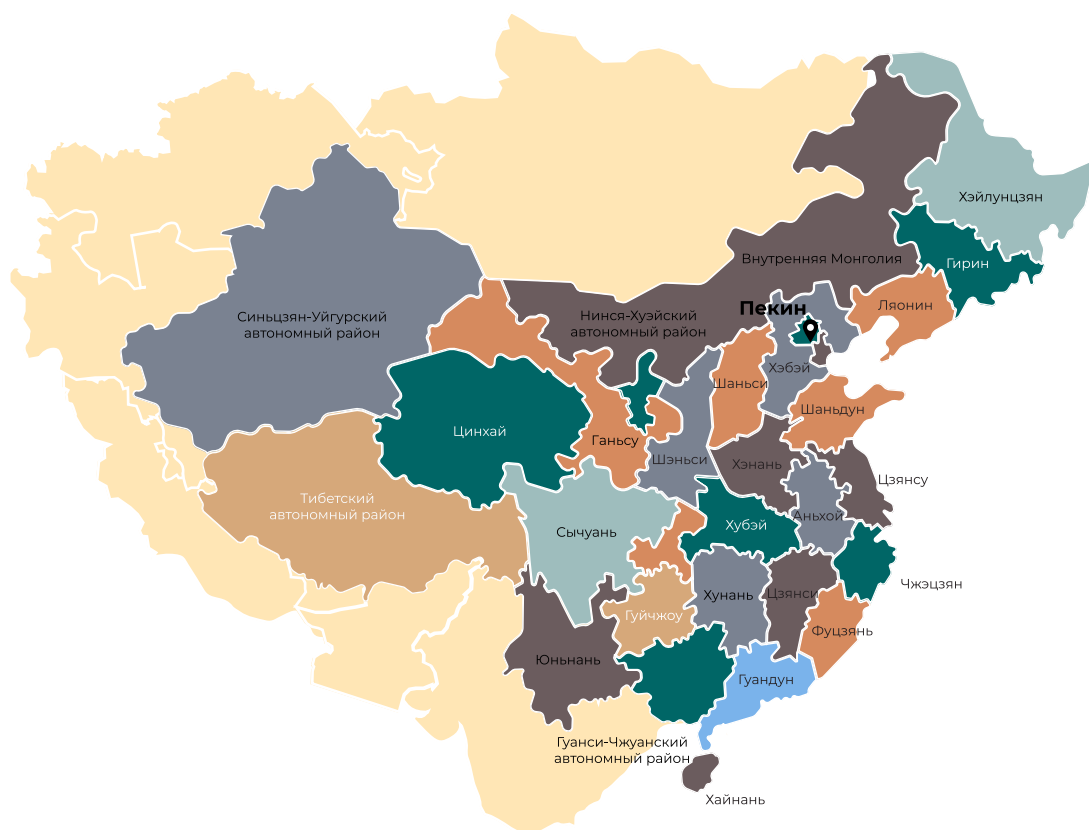 Хэйлунцзян
Внутренняя Монголия
Гирин
Пекин
Ляонин
Синьцзян-Уйгурский
автономный район
Нинся-Хуэйский
автономный район
Хэбэй
Шаньси
Шаньдун
Цинхай
Ганьсу
Шэньси
Хэнань
Цзянсу
Тибетский
автономный район
Сычуань
Хубэй
Аньхой
Чжэцзян
Хунань
Цзянси
Гуйчжоу
Фуцзянь
Юньнань
Гуандун
Гуанси-Чжуанский
автономный район
Хайнань